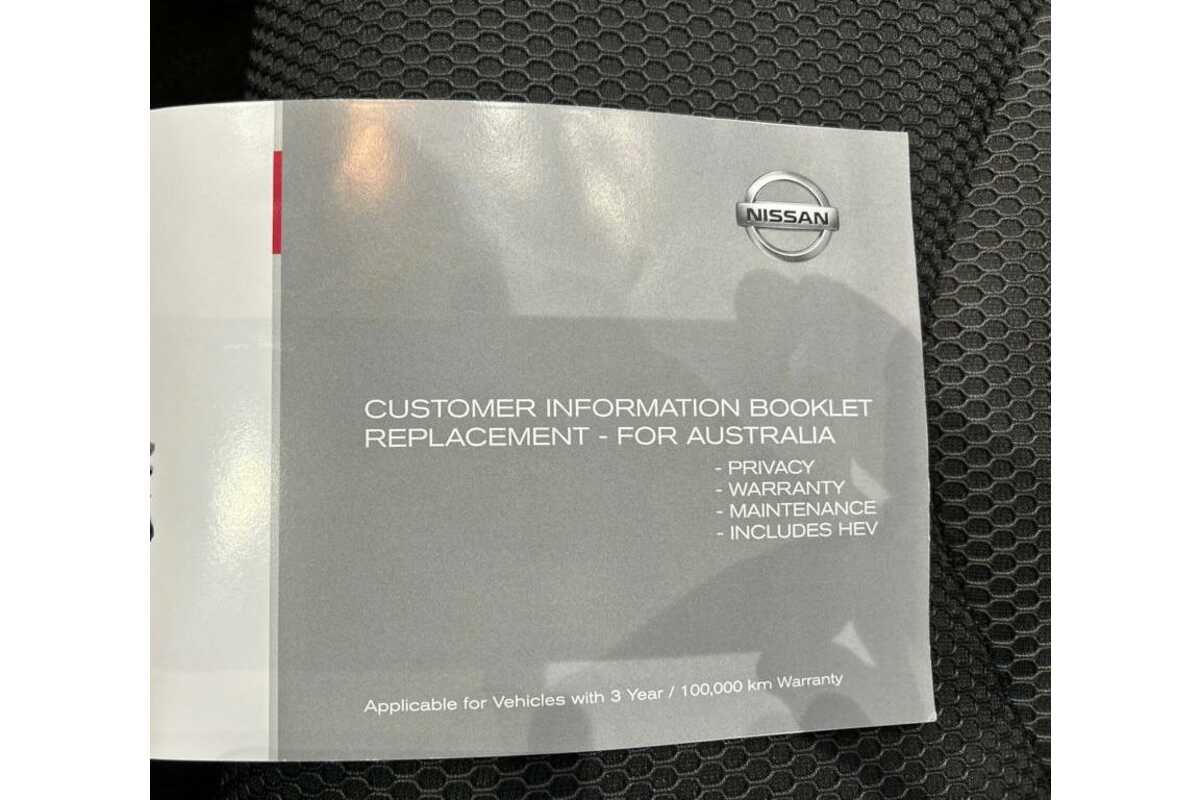 NISSAN
CUSTOMER INFORMATION BOOKLET
REPLACEMENT - FOR AUSTRALIA
- PRIVACY
- WARRANTY
- MAINTENANCE
- INCLUDES HEV
Applicable for Vehicles with 3 Year / 100,000 km Warranty